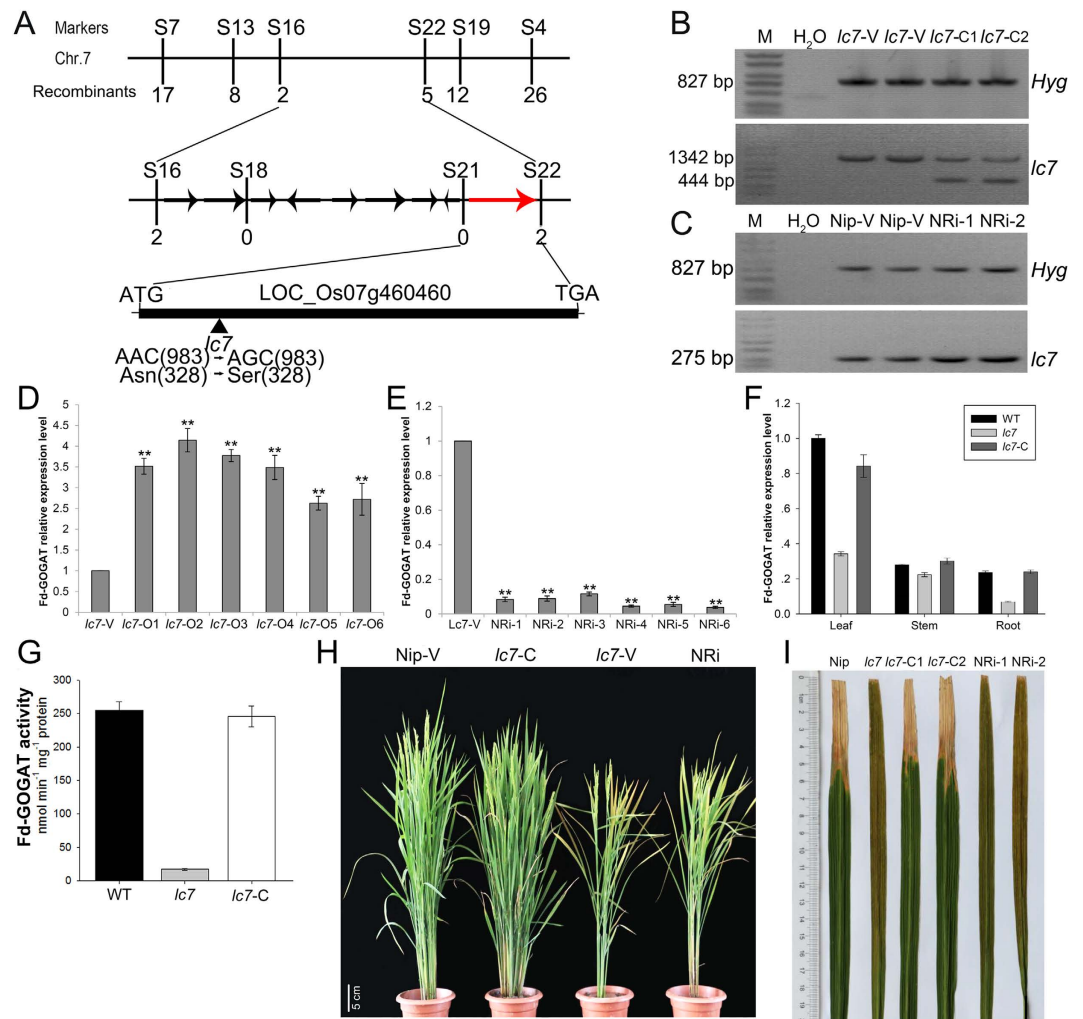 A
Markers S7 S13 S16 S22 S19 S4
Chr.7
Recombinants 17 8 2 5 12 26
S16 S18 S21 S22
2 0 0 2
ATG LOC_Os07g460460 TGA
lc7
AAC(983) → AGC(983)
Asn(328) → Ser(328)
B
M H2O lc7-V lc7-V lc7-C1 lc7-C2
827 bp Hyg
1342 bp
444 bp
lc7
C
M H2O Nip-V Nip-V NRi-1 NRi-2
827 bp Hyg
275 bp lc7
D
Fd-GOGAT relative expression level
5
4.5
4
3.5
3
2.5
2
1.5
1
0.5
0
** ** ** ** ** **
lc7-V lc7-O1 lc7-O2 lc7-O3 lc7-O4 lc7-O5 lc7-O6
E
Fd-GOGAT relative expression level
1.2
1
0.8
0.6
0.4
0.2
0
** ** ** ** ** **
Lc7-V NRi-1 NRi-2 NRi-3 NRi-4 NRi-5 NRi-6
F
Fd-GOGAT relative expression level
1.2
1.0
.8
.6
.4
.2
0
WT
lc7
lc7-C
Leaf Stem Root
G
Fd-GOGAT activity
nmol min-1 mg-1 protein
300
250
200
150
100
50
0
WT lc7 lc7-C
H
Nip-V lc7-C lc7-V NRi
5 cm
I
Nip lc7 lc7-C1 lc7-C2 NRi-1 NRi-2